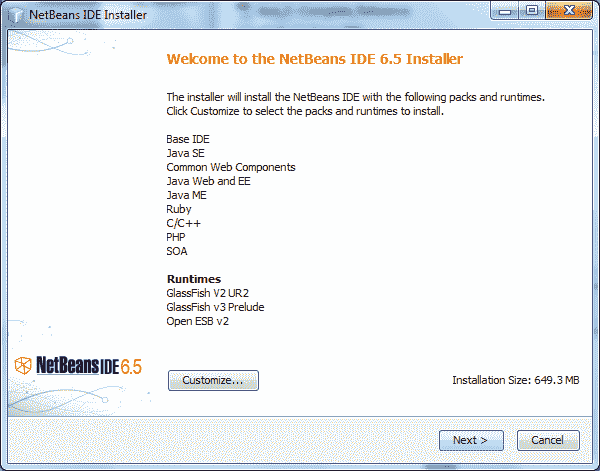 NetBeans IDE Installer
Welcome to the NetBeans IDE 6.5 Installer
The installer will install the NetBeans IDE with the following packs and runtimes.
Click Customize to select the packs and runtimes to install.
Base IDE
Java SE
Common Web Components
Java Web and EE
Java ME
Ruby
C/C++
PHP
SOA
Runtimes
GlassFish V2 UR2
GlassFish v3 Prelude
Open ESB v2
NetBeans IDE 6.5
Customize...
Installation Size: 649.3 MB
Next >
Cancel